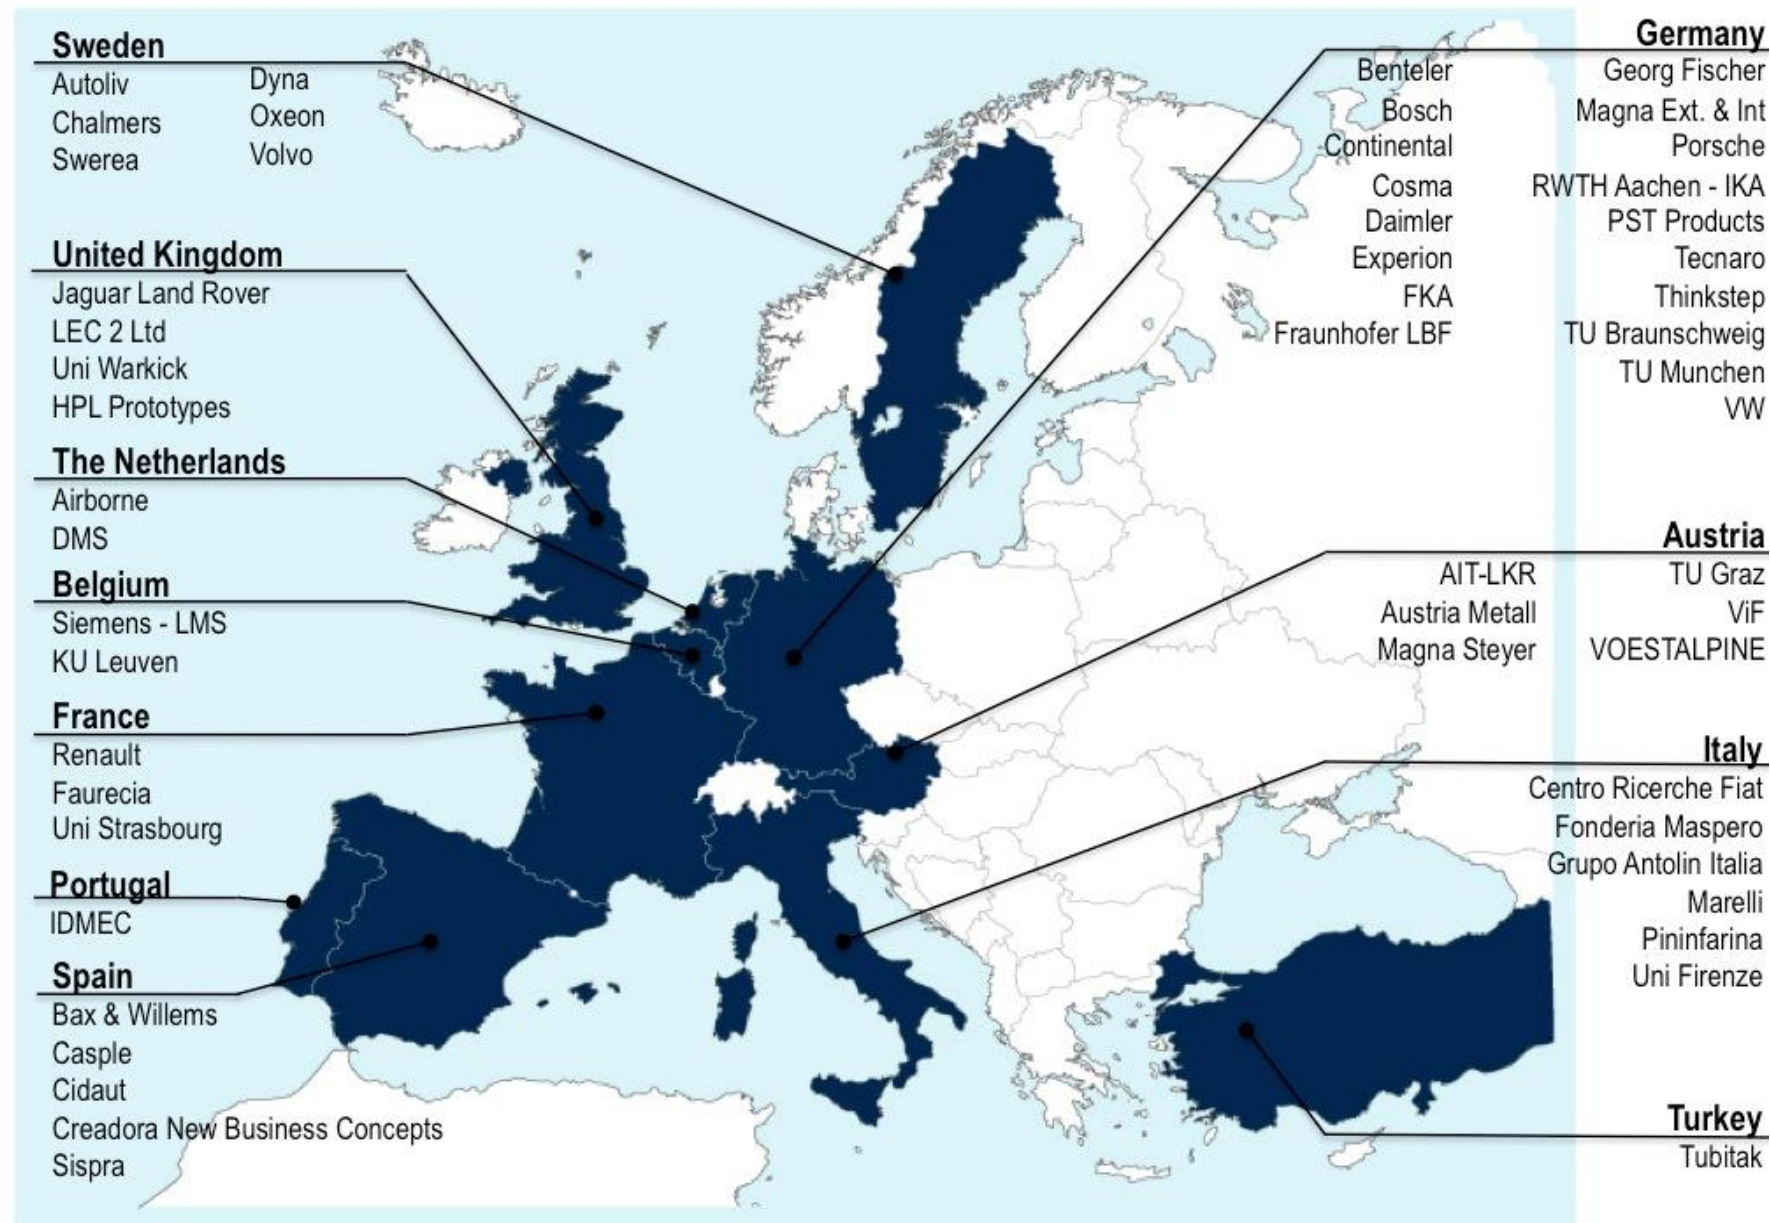 Sweden
Autoliv
Chalmers
Swerea
Dyna
Oxeon
Volvo
United Kingdom
Jaguar Land Rover
LEC 2 Ltd
Uni Warkick
HPL Prototypes
The Netherlands
Airborne
DMS
Belgium
Siemens - LMS
KU Leuven
France
Renault
Faurecia
Uni Strasbourg
Portugal
IDMEC
Spain
Bax & Willems
Casple
Cidaut
Creadora New Business Concepts
Sispra
Germany
Benteler
Bosch
Continental
Cosma
Daimler
Experion
FKA
Fraunhofer LBF
Georg Fischer
Magna Ext. & Int
Porsche
RWTH Aachen - IKA
PST Products
Tecnaro
Thinkstep
TU Braunschweig
TU Munchen
VW
Austria
AIT-LKR
Austria Metall
Magna Steyer
TU Graz
ViF
VOESTALPINE
Italy
Centro Ricerche Fiat
Fonderia Maspero
Grupo Antolin Italia
Marelli
Pininfarina
Uni Firenze
Turkey
Tubitak